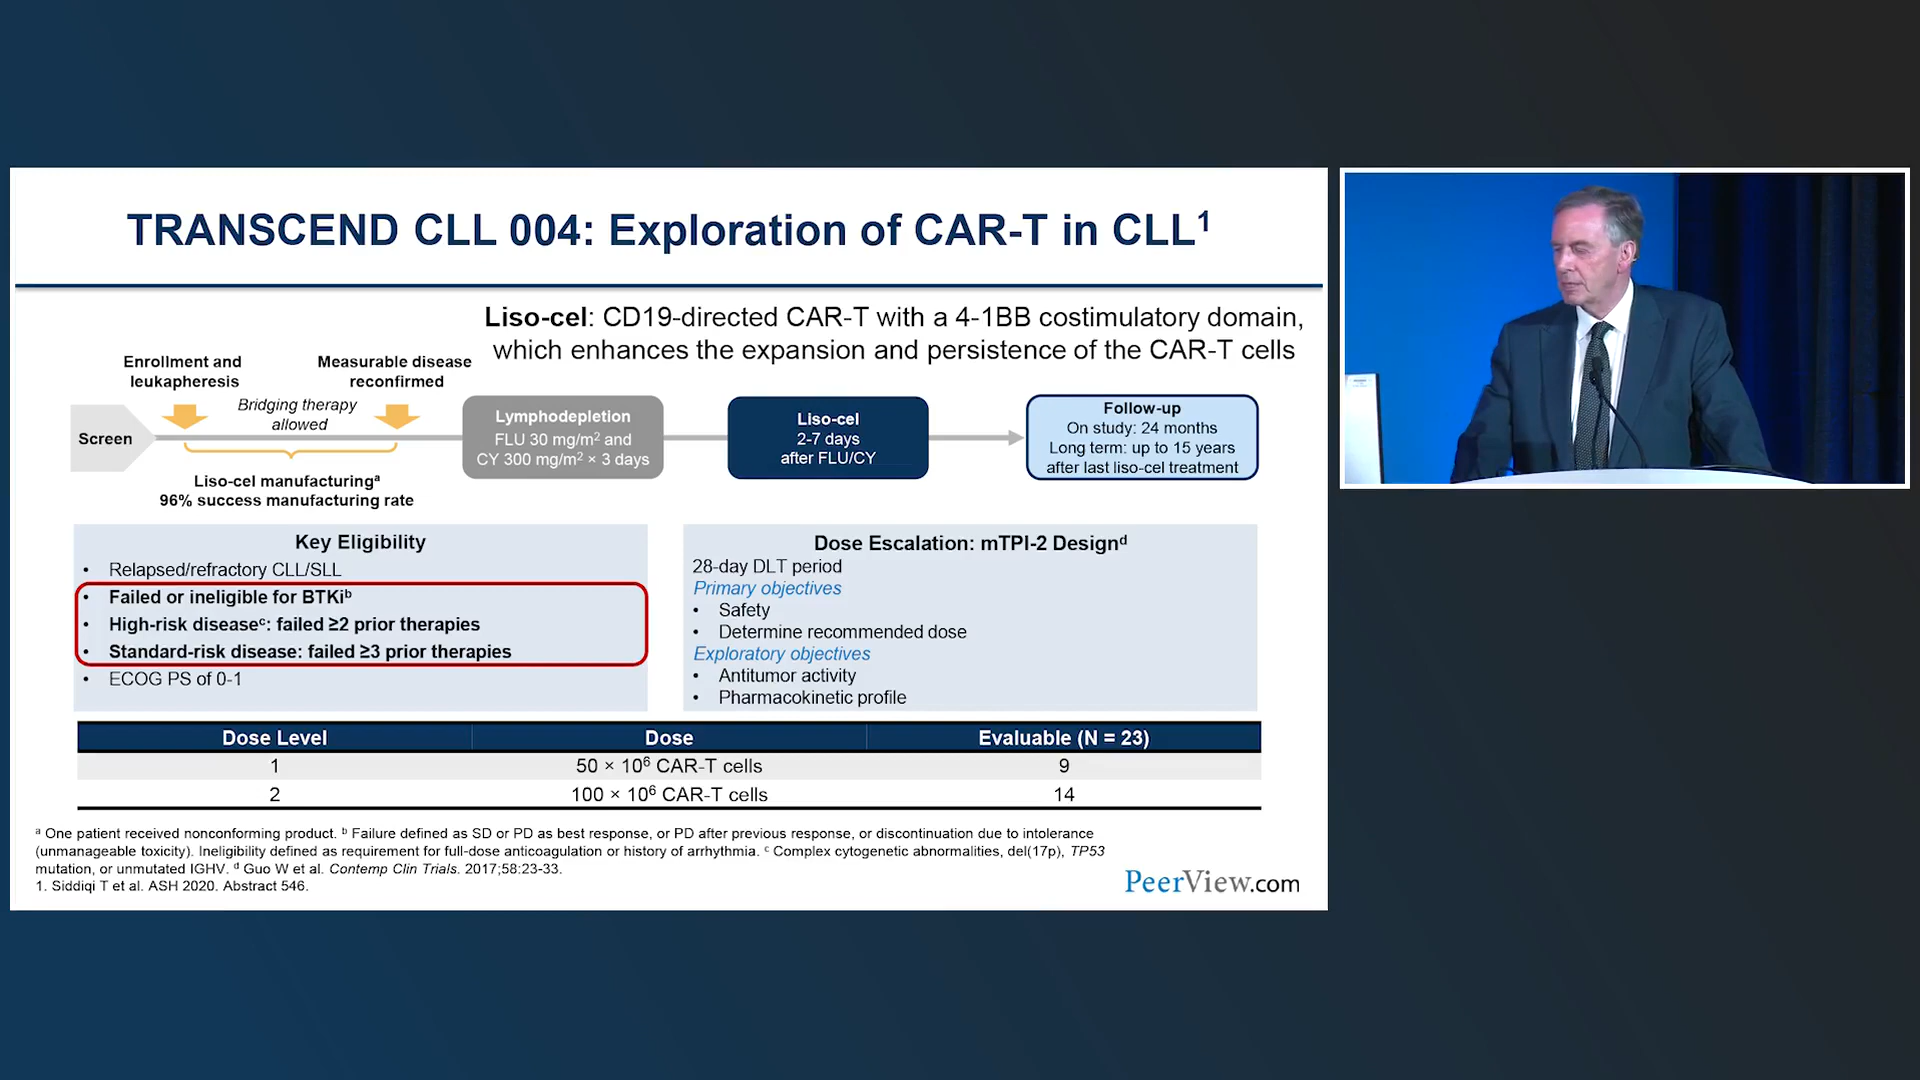 TRANSCEND CLL 004: Exploration of CAR-T in CLL¹
Liso-cel: CD19-directed CAR-T with a 4-1BB costimulatory domain,
which enhances the expansion and persistence of the CAR-T cells
Enrollment and
leukapheresis
Bridging therapy
allowed
Measurable disease
reconfirmed
Screen
Liso-cel manufacturingᵃ
96% success manufacturing rate
Lymphodepletion
FLU 30 mg/m² and
CY 300 mg/m² × 3 days
Liso-cel
2-7 days
after FLU/CY
Follow-up
On study: 24 months
Long term: up to 15 years
after last liso-cel treatment
Key Eligibility
• Relapsed/refractory CLL/SLL
• Failed or ineligible for BTKiᵇ
• High-risk diseaseᶜ: failed ≥2 prior therapies
• Standard-risk disease: failed ≥3 prior therapies
• ECOG PS of 0-1
Dose Escalation: mTPI-2 Designᵈ
28-day DLT period
Primary objectives
• Safety
• Determine recommended dose
Exploratory objectives
• Antitumor activity
• Pharmacokinetic profile
Dose Level Dose Evaluable (N = 23)
1 50 × 10⁶ CAR-T cells 9
2 100 × 10⁶ CAR-T cells 14
ᵃ One patient received nonconforming product. ᵇ Failure defined as SD or PD as best response, or PD after previous response, or discontinuation due to intolerance
(unmanageable toxicity). Ineligibility defined as requirement for full-dose anticoagulation or history of arrhythmia. ᶜ Complex cytogenetic abnormalities, del(17p), TP53
mutation, or unmutated IGHV. ᵈ Guo W et al. Contemp Clin Trials. 2017;58:23-33.
1. Siddiqi T et al. ASH 2020. Abstract 546.
PeerView.com